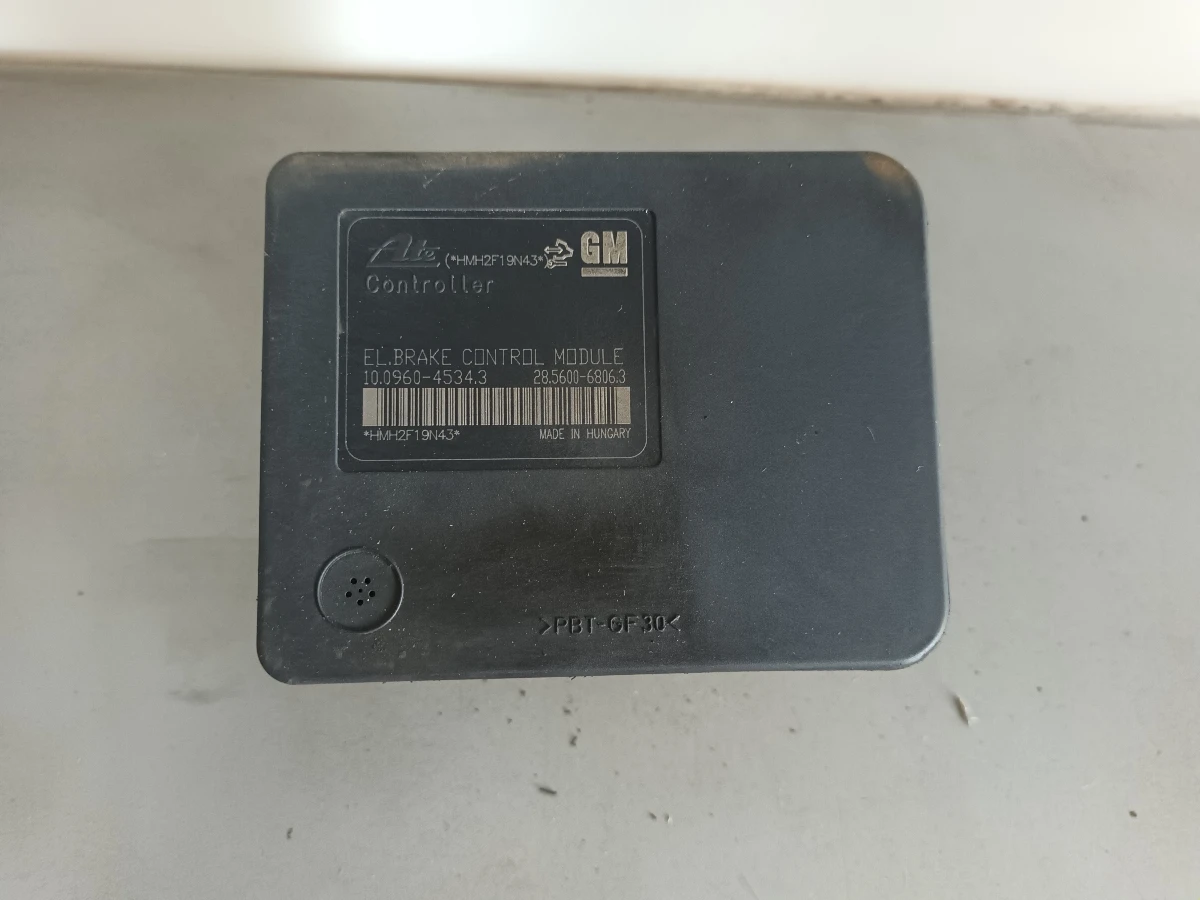 Ate (*HMH2F19N43*) GM
Controller
EL.BRAKE CONTROL MODULE
10.0960-4534.3 28.5600-6806.3
*HMH2F19N43* MADE IN HUNGARY
>PBT-GF30<